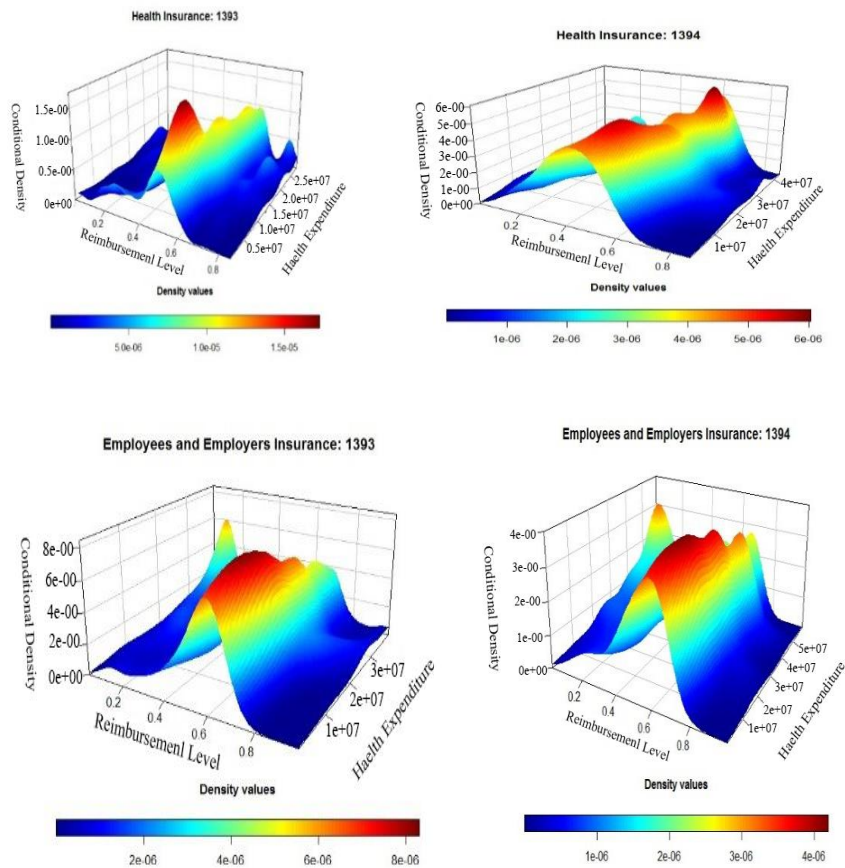 Health Insurance: 1393
Conditional Density
1.5e-00
1.0e-00
0.5e-00
0e+00
0.2
0.4
0.6
0.8
Reimbursemenl Level
0.5e+07
1.0e+07
1.5e+07
2.0e+07
2.5e+07
Haelth Expenditure
Density values
5.0e-06
1.0e-05
1.5e-05
Health Insurance: 1394
Conditional Density
6e-00
5e-00
4e-00
3e-00
2e-00
1e-00
0e+00
0.2
0.4
0.6
0.8
Reimbursemenl Level
1e+07
2e+07
3e+07
4e+07
Haelth Expenditure
Density values
1e-06
2e-06
3e-06
4e-06
5e-06
6e-06
Employees and Employers Insurance: 1393
Conditional Density
8e-00
6e-00
4e-00
2e-00
0e+00
0.2
0.4
0.6
0.8
Reimbursemenl Level
1e+07
2e+07
3e+07
Haelth Expenditure
Density values
2e-06
4e-06
6e-06
8e-06
Employees and Employers Insurance: 1394
Conditional Density
4e-00
3e-00
2e-00
1e-00
0e+00
0.2
0.4
0.6
0.8
Reimbursemenl Level
1e+07
2e+07
3e+07
4e+07
5e+07
Haelth Expenditure
Density values
1e-06
2e-06
3e-06
4e-06